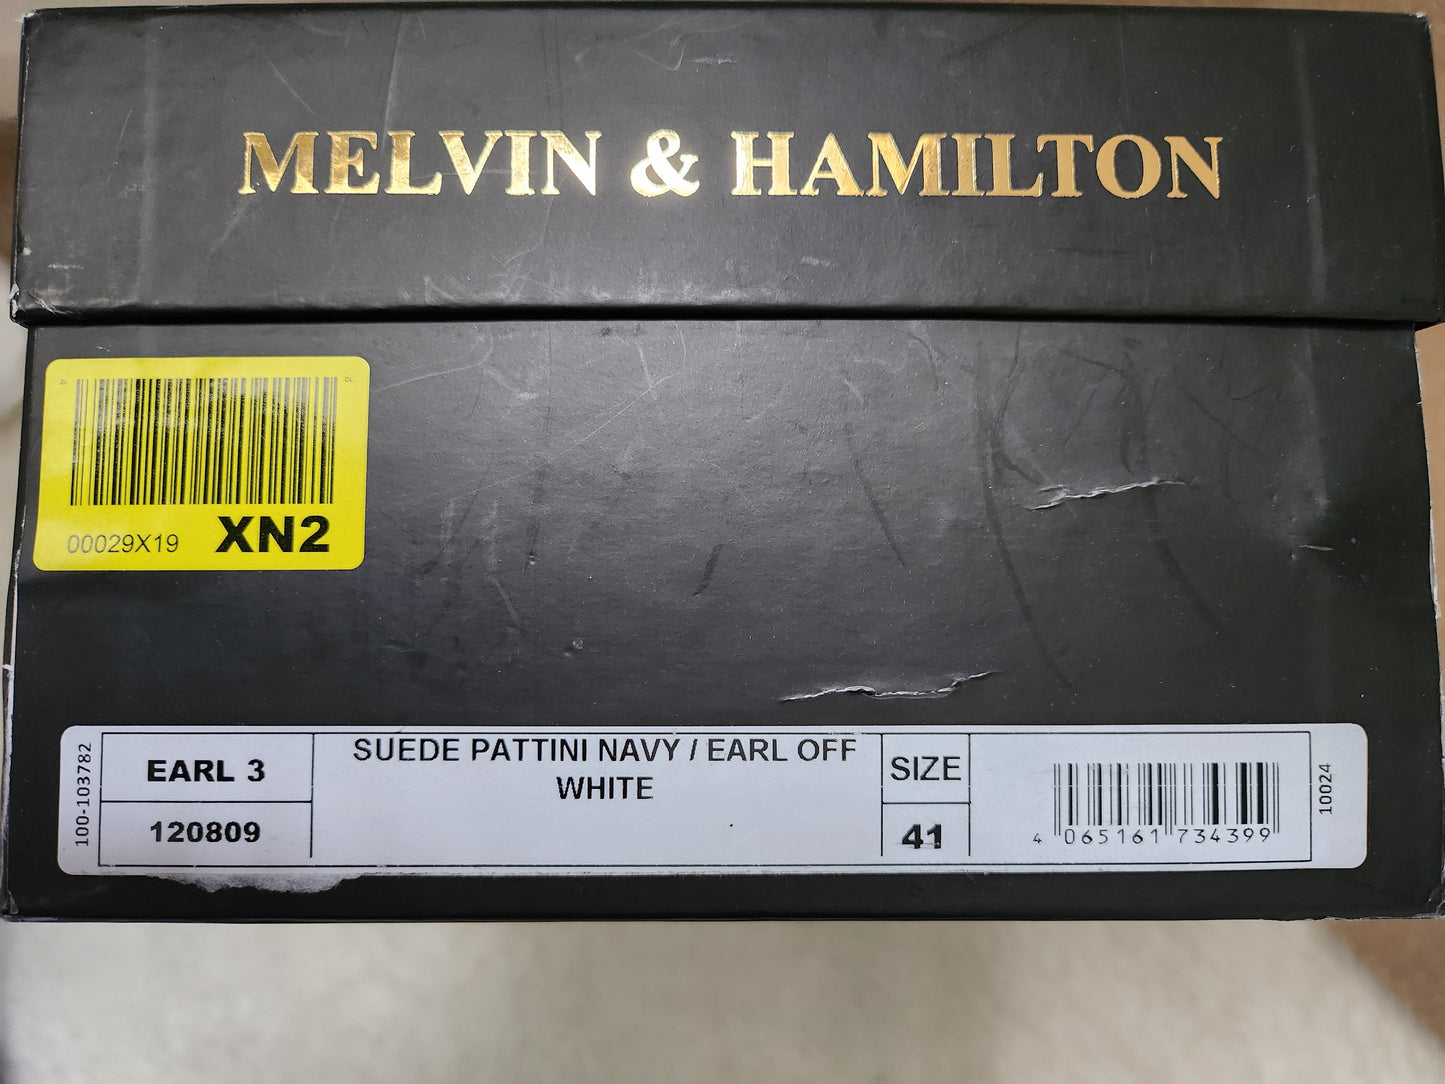 MELVIN & HAMILTON
00029X19 XN2
100-103782
EARL 3
120809
SUEDE PATTINI NAVY / EARL OFF
WHITE
SIZE
41
4 065161 734399
10024